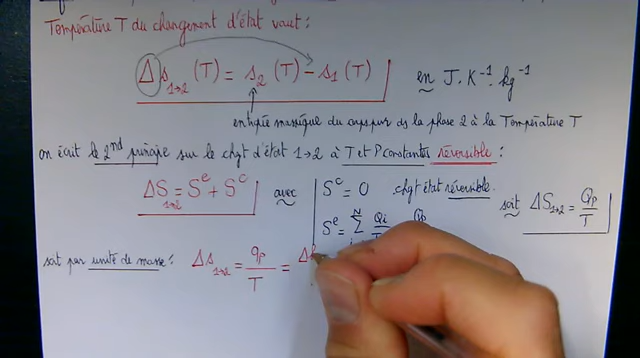 Température T du changement d'état vaut :
Δs₁→₂ (T) = s₂ (T) - s₁ (T) en J. K⁻¹. kg⁻¹
entropie massique du corps pur ds la phase 2 à la Température T
on écrit le 2nd principe sur le chgt d'état 1→2 à T et P constantes réversible :
ΔS₁→₂ = Sᵉ + Sᶜ avec Sᶜ = 0 chgt état réversible.
Sᵉ = Σ Qi Qp soit ΔS₁→₂ = Qp/T
soit par unité de masse : Δs₁→₂ = qp/T = Δ